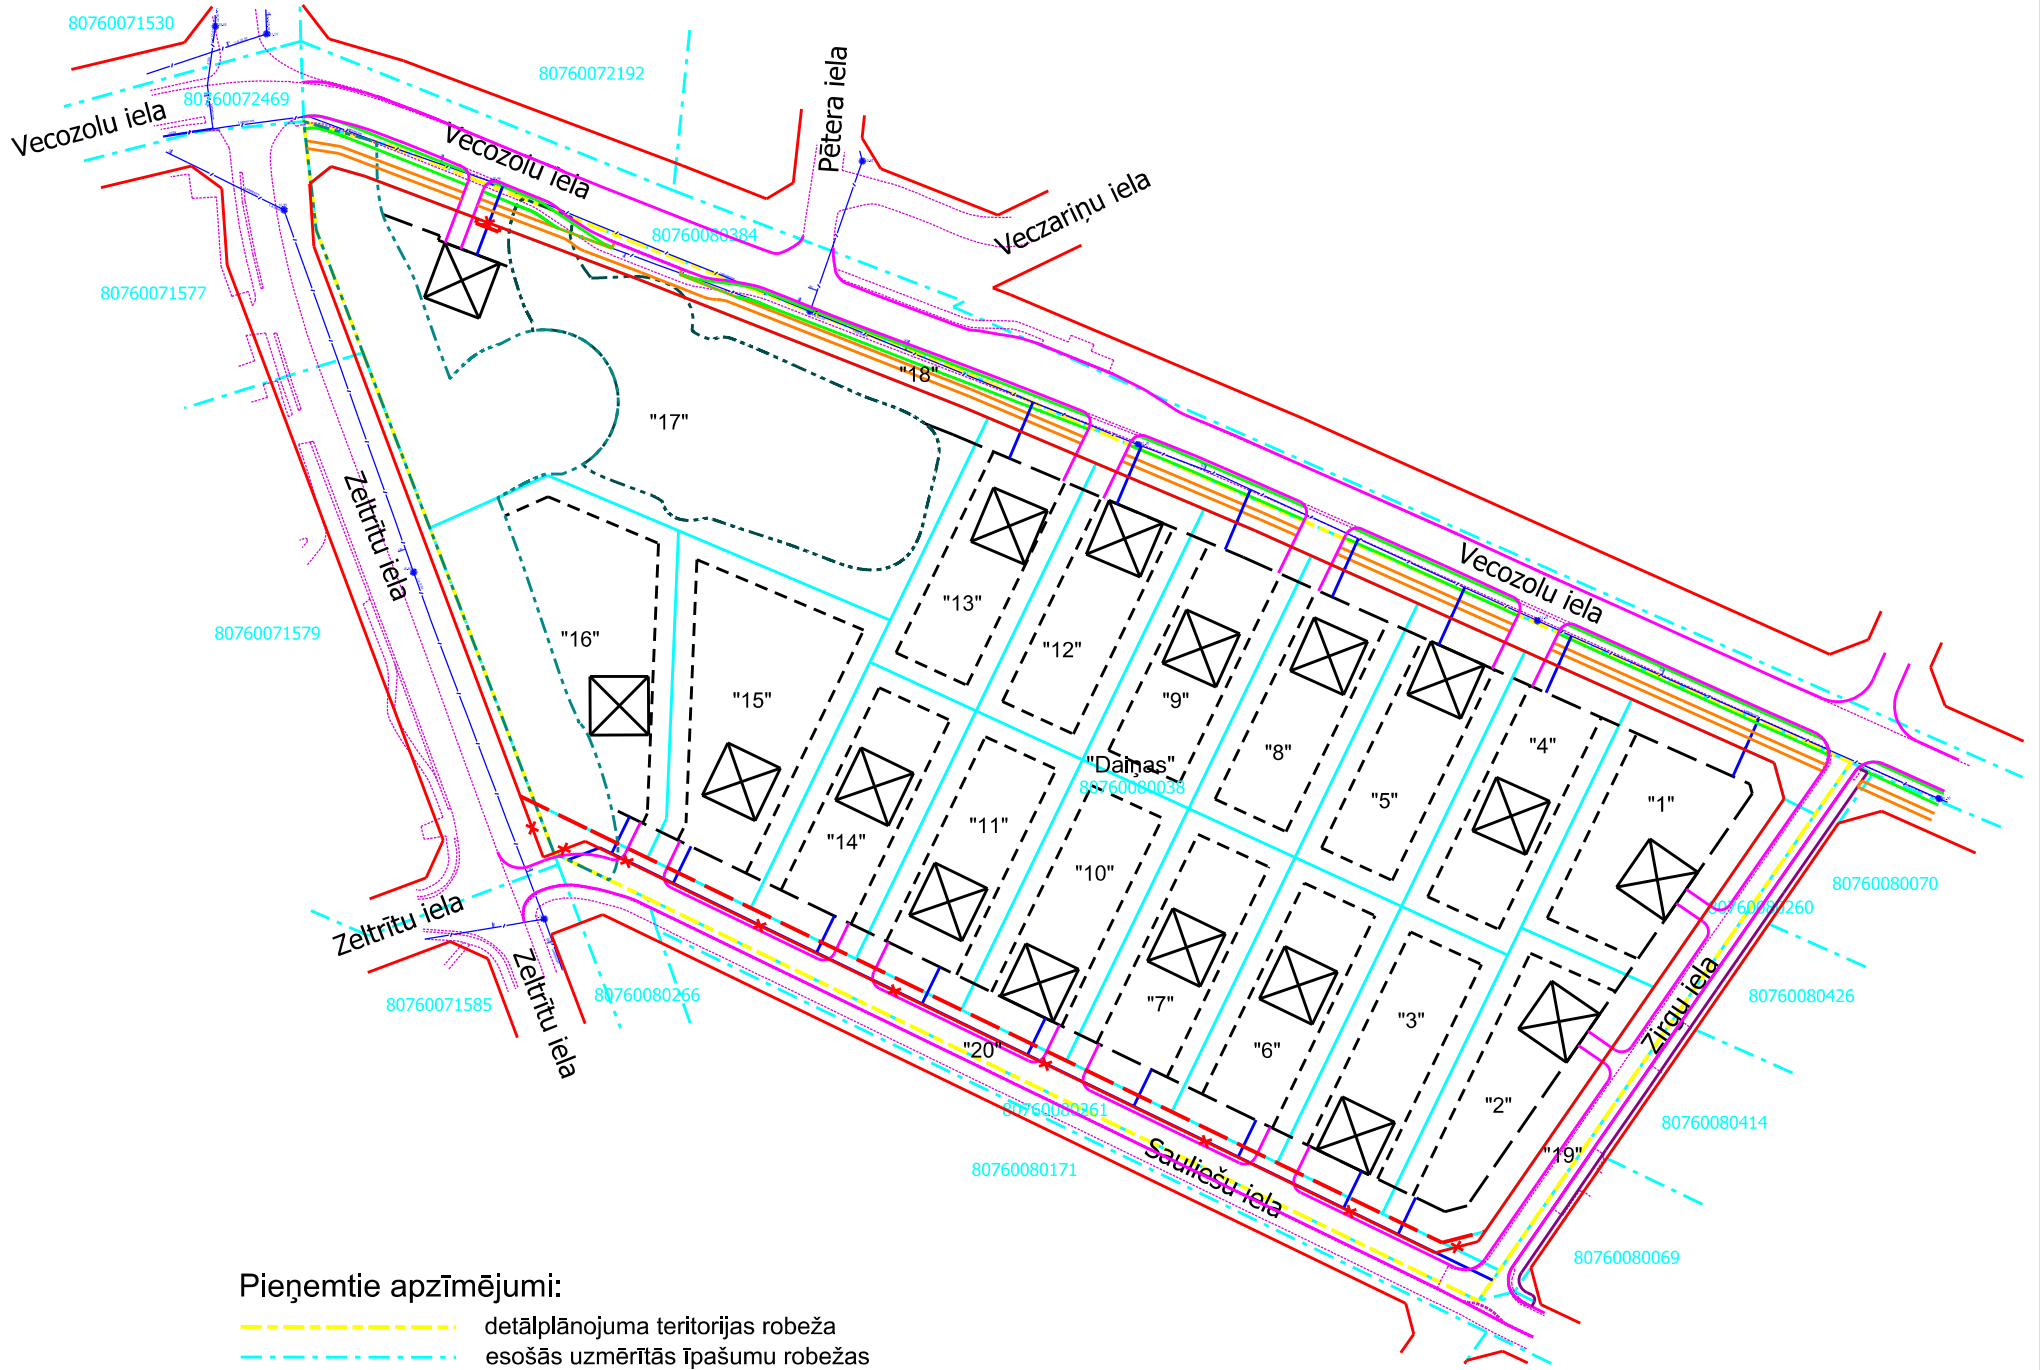 80760071530
80760072192
80760072469
Vecozolu iela
Vecozolu iela
Pētera iela
Veczariņu iela
80760080384
80760071577
"18"
"17"
Zeltrītu iela
Vecozolu iela
"13"
"12"
"16"
80760071579
"15"
"9"
"8"
"4"
"Daiņas"
80760080038
"5"
"1"
"11"
"14"
"10"
80760080070
80760080260
Zeltrītu iela
80760071585
80760080266
Zeltrītu iela
"7"
"3"
80760080426
Zirgu iela
"20"
"6"
80760080261
"2"
80760080414
80760080171
Sauliešu iela
"19"
80760080069
Pieņemtie apzīmējumi:
detālplānojuma teritorijas robeža
esošās uzmērītās īpašumu robežas